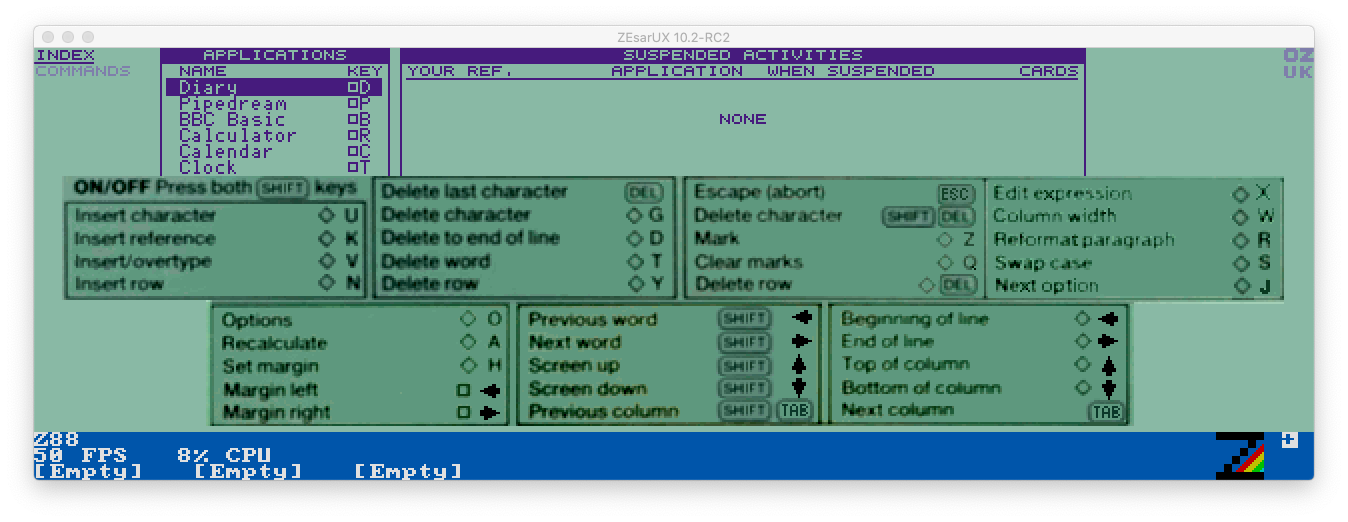 ZEsarUX 10.2-RC2
INDEX
COMMANDS
APPLICATIONS
NAME KEY
Diary □D
Pipedream □P
BBC Basic □B
Calculator □R
Calendar □C
Clock □T
SUSPENDED ACTIVITIES
YOUR REF. APPLICATION WHEN SUSPENDED CARDS
NONE
OZ
UK
ON/OFF Press both SHIFT keys
Insert character ◇ U
Insert reference ◇ K
Insert/overtype ◇ V
Insert row ◇ N
Delete last character DEL
Delete character ◇ G
Delete to end of line ◇ D
Delete word ◇ T
Delete row ◇ Y
Escape (abort) ESC
Delete character SHIFT DEL
Mark ◇ Z
Clear marks ◇ Q
Delete row ◇ DEL
Edit expression ◇ X
Column width ◇ W
Reformat paragraph ◇ R
Swap case ◇ S
Next option ◇ J
Options ◇ O
Recalculate ◇ A
Set margin ◇ H
Margin left □ ←
Margin right □ →
Previous word SHIFT ←
Next word SHIFT →
Screen up SHIFT ↑
Screen down SHIFT ↓
Previous column SHIFT TAB
Beginning of line ◇ ←
End of line ◇ →
Top of column ◇ ↑
Bottom of column ◇ ↓
Next column TAB
Z88
50 FPS 8% CPU
[Empty] [Empty] [Empty]
+